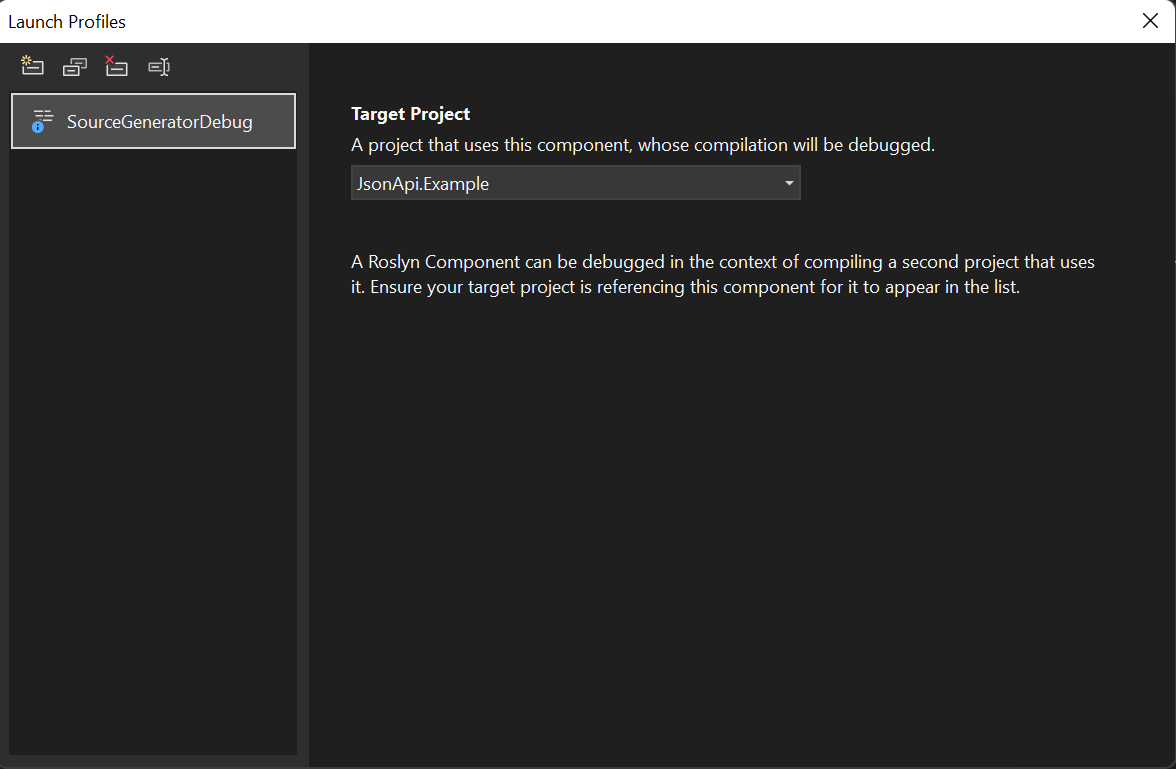 Launch Profiles
SourceGeneratorDebug
Target Project
A project that uses this component, whose compilation will be debugged.
JsonApi.Example
A Roslyn Component can be debugged in the context of compiling a second project that uses
it. Ensure your target project is referencing this component for it to appear in the list.